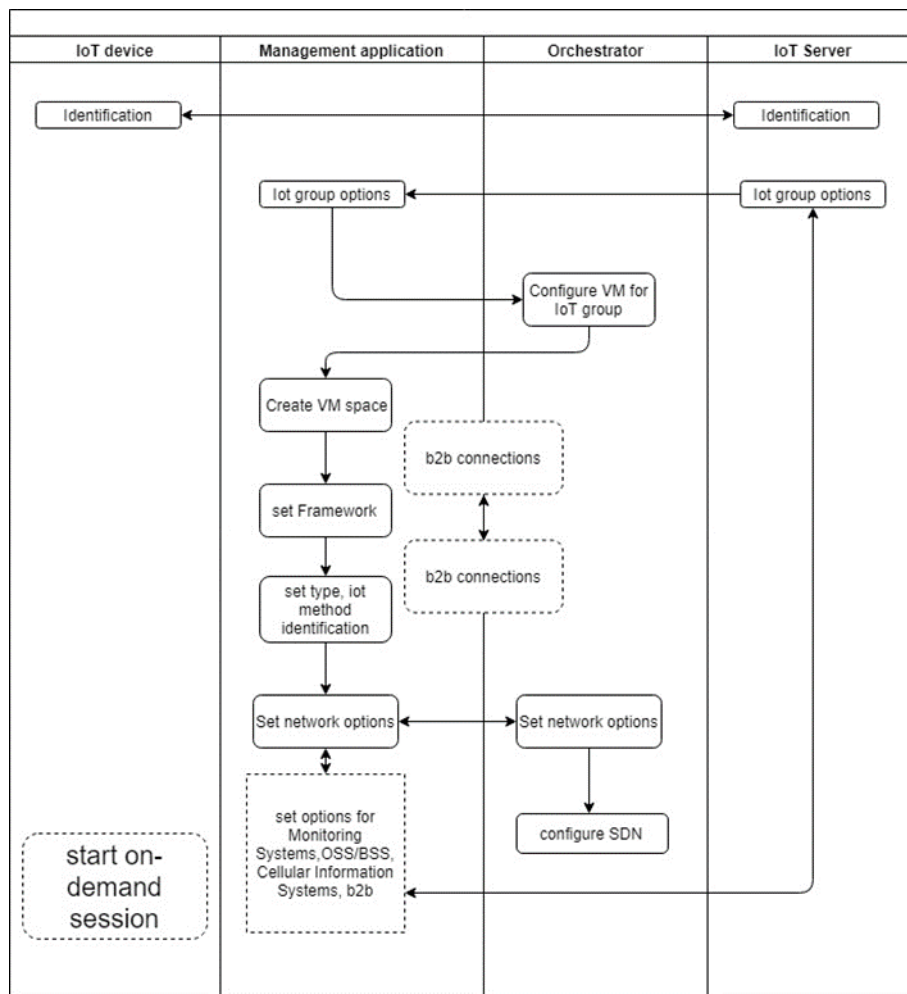 IoT device
Management application
Orchestrator
IoT Server
Identification
Identification
Iot group options
Iot group options
Configure VM for
IoT group
Create VM space
b2b connections
set Framework
b2b connections
set type, iot
method
identification
Set network options
Set network options
set options for
Monitoring
Systems,OSS/BSS,
Cellular Information
Systems, b2b
configure SDN
start on-
demand
session